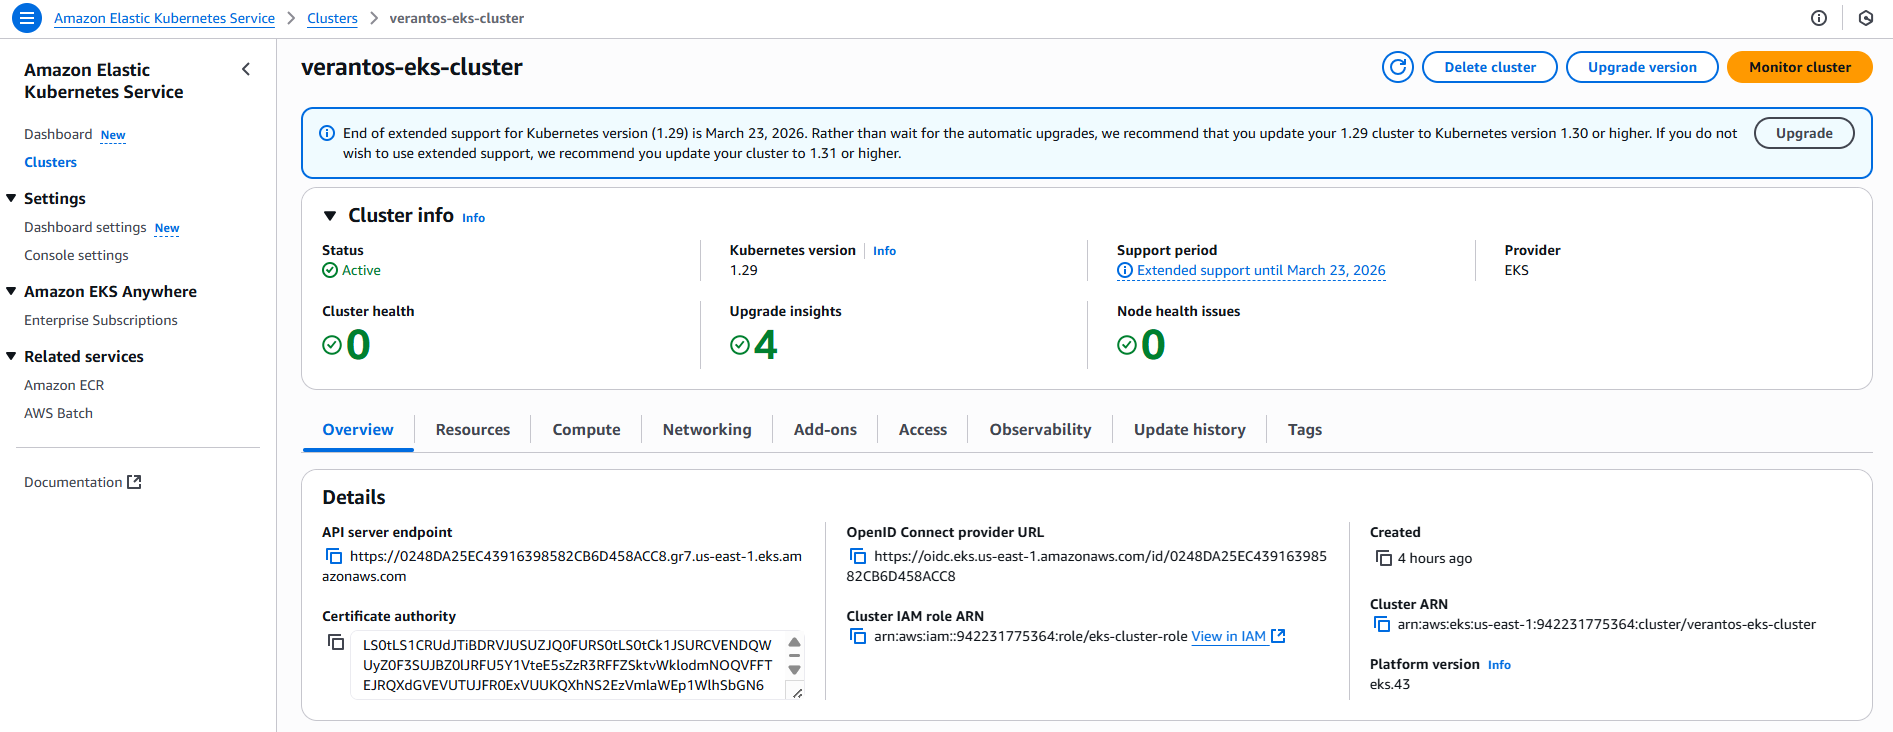 Amazon Elastic Kubernetes Service
Clusters
verantos-eks-cluster
Amazon Elastic
Kubernetes Service
Dashboard New
Clusters
Settings
Dashboard settings New
Console settings
Amazon EKS Anywhere
Enterprise Subscriptions
Related services
Amazon ECR
AWS Batch
Documentation
verantos-eks-cluster
Delete cluster
Upgrade version
Monitor cluster
End of extended support for Kubernetes version (1.29) is March 23, 2026. Rather than wait for the automatic upgrades, we recommend that you update your 1.29 cluster to Kubernetes version 1.30 or higher. If you do not
wish to use extended support, we recommend you update your cluster to 1.31 or higher.
Upgrade
Cluster info Info
Status
Active
Kubernetes version Info
1.29
Support period
Extended support until March 23, 2026
Provider
EKS
Cluster health
0
Upgrade insights
4
Node health issues
0
Overview
Resources
Compute
Networking
Add-ons
Access
Observability
Update history
Tags
Details
API server endpoint
https://0248DA25EC43916398582CB6D458ACC8.gr7.us-east-1.eks.am
azonaws.com
Certificate authority
LS0tLS1CRUdJTiBDRVJUSUZJQ0FURS0tLS0tCk1JSURCVENDQW
UyZ0F3SUJBZ0lJRFU5Y1VteE5sZzR3RFFZSktvWklodmNOQVFFT
EJRQXdGVEVUTUJFR0ExVUUKQXhNS2EzVmlaWEp1WlhSbGN6
OpenID Connect provider URL
https://oidc.eks.us-east-1.amazonaws.com/id/0248DA25EC439163985
82CB6D458ACC8
Cluster IAM role ARN
arn:aws:iam::942231775364:role/eks-cluster-role View in IAM
Created
4 hours ago
Cluster ARN
arn:aws:eks:us-east-1:942231775364:cluster/verantos-eks-cluster
Platform version Info
eks.43